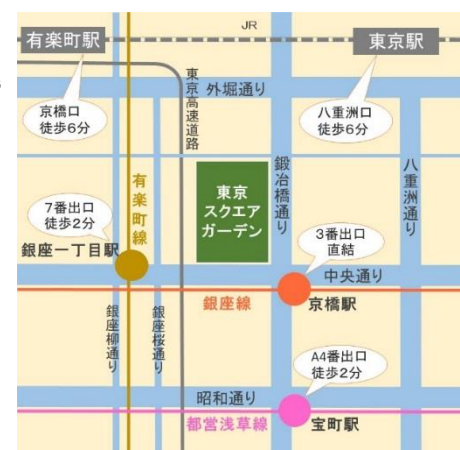 JR
有楽町駅
東京駅
京橋口
徒歩6分
東京高速道路
外堀通り
八重洲口
徒歩6分
有楽町線
東京
スクエア
ガーデン
鍛冶橋通り
八重洲通り
7番出口
徒歩2分
銀座一丁目駅
3番出口
直結
中央通り
銀座線
京橋駅
銀座柳通り
銀座桜通り
A4番出口
徒歩2分
昭和通り
都営浅草線
宝町駅